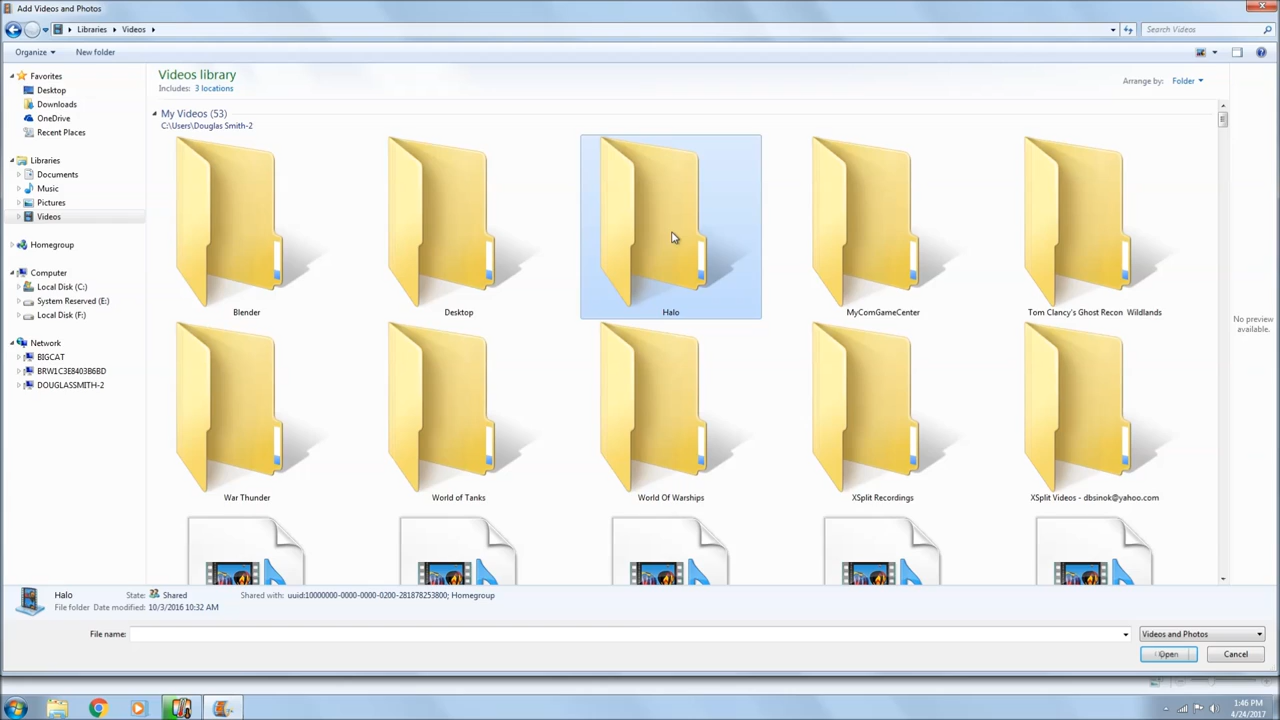 Add Videos and Photos
Libraries Videos
Search Videos
Organize New folder
Favorites
Desktop
Downloads
OneDrive
Recent Places
Libraries
Documents
Music
Pictures
Videos
Homegroup
Computer
Local Disk (C:)
System Reserved (E:)
Local Disk (F:)
Network
BIGCAT
BRW1C3E8403B6BD
DOUGLASSMITH-2
Videos library
Includes: 3 locations
Arrange by: Folder
My Videos (53)
C:\Users\Douglas Smith-2
Blender Desktop Halo MyComGameCenter Tom Clancy's Ghost Recon Wildlands
War Thunder World of Tanks World Of Warships XSplit Recordings XSplit Videos - dbsinok@yahoo.com
No preview
available.
Halo State: Shared Shared with: uuid:10000000-0000-0000-0200-281878253800; Homegroup
File folder Date modified: 10/3/2016 10:32 AM
File name: Videos and Photos
Open Cancel
1:46 PM
4/24/2017